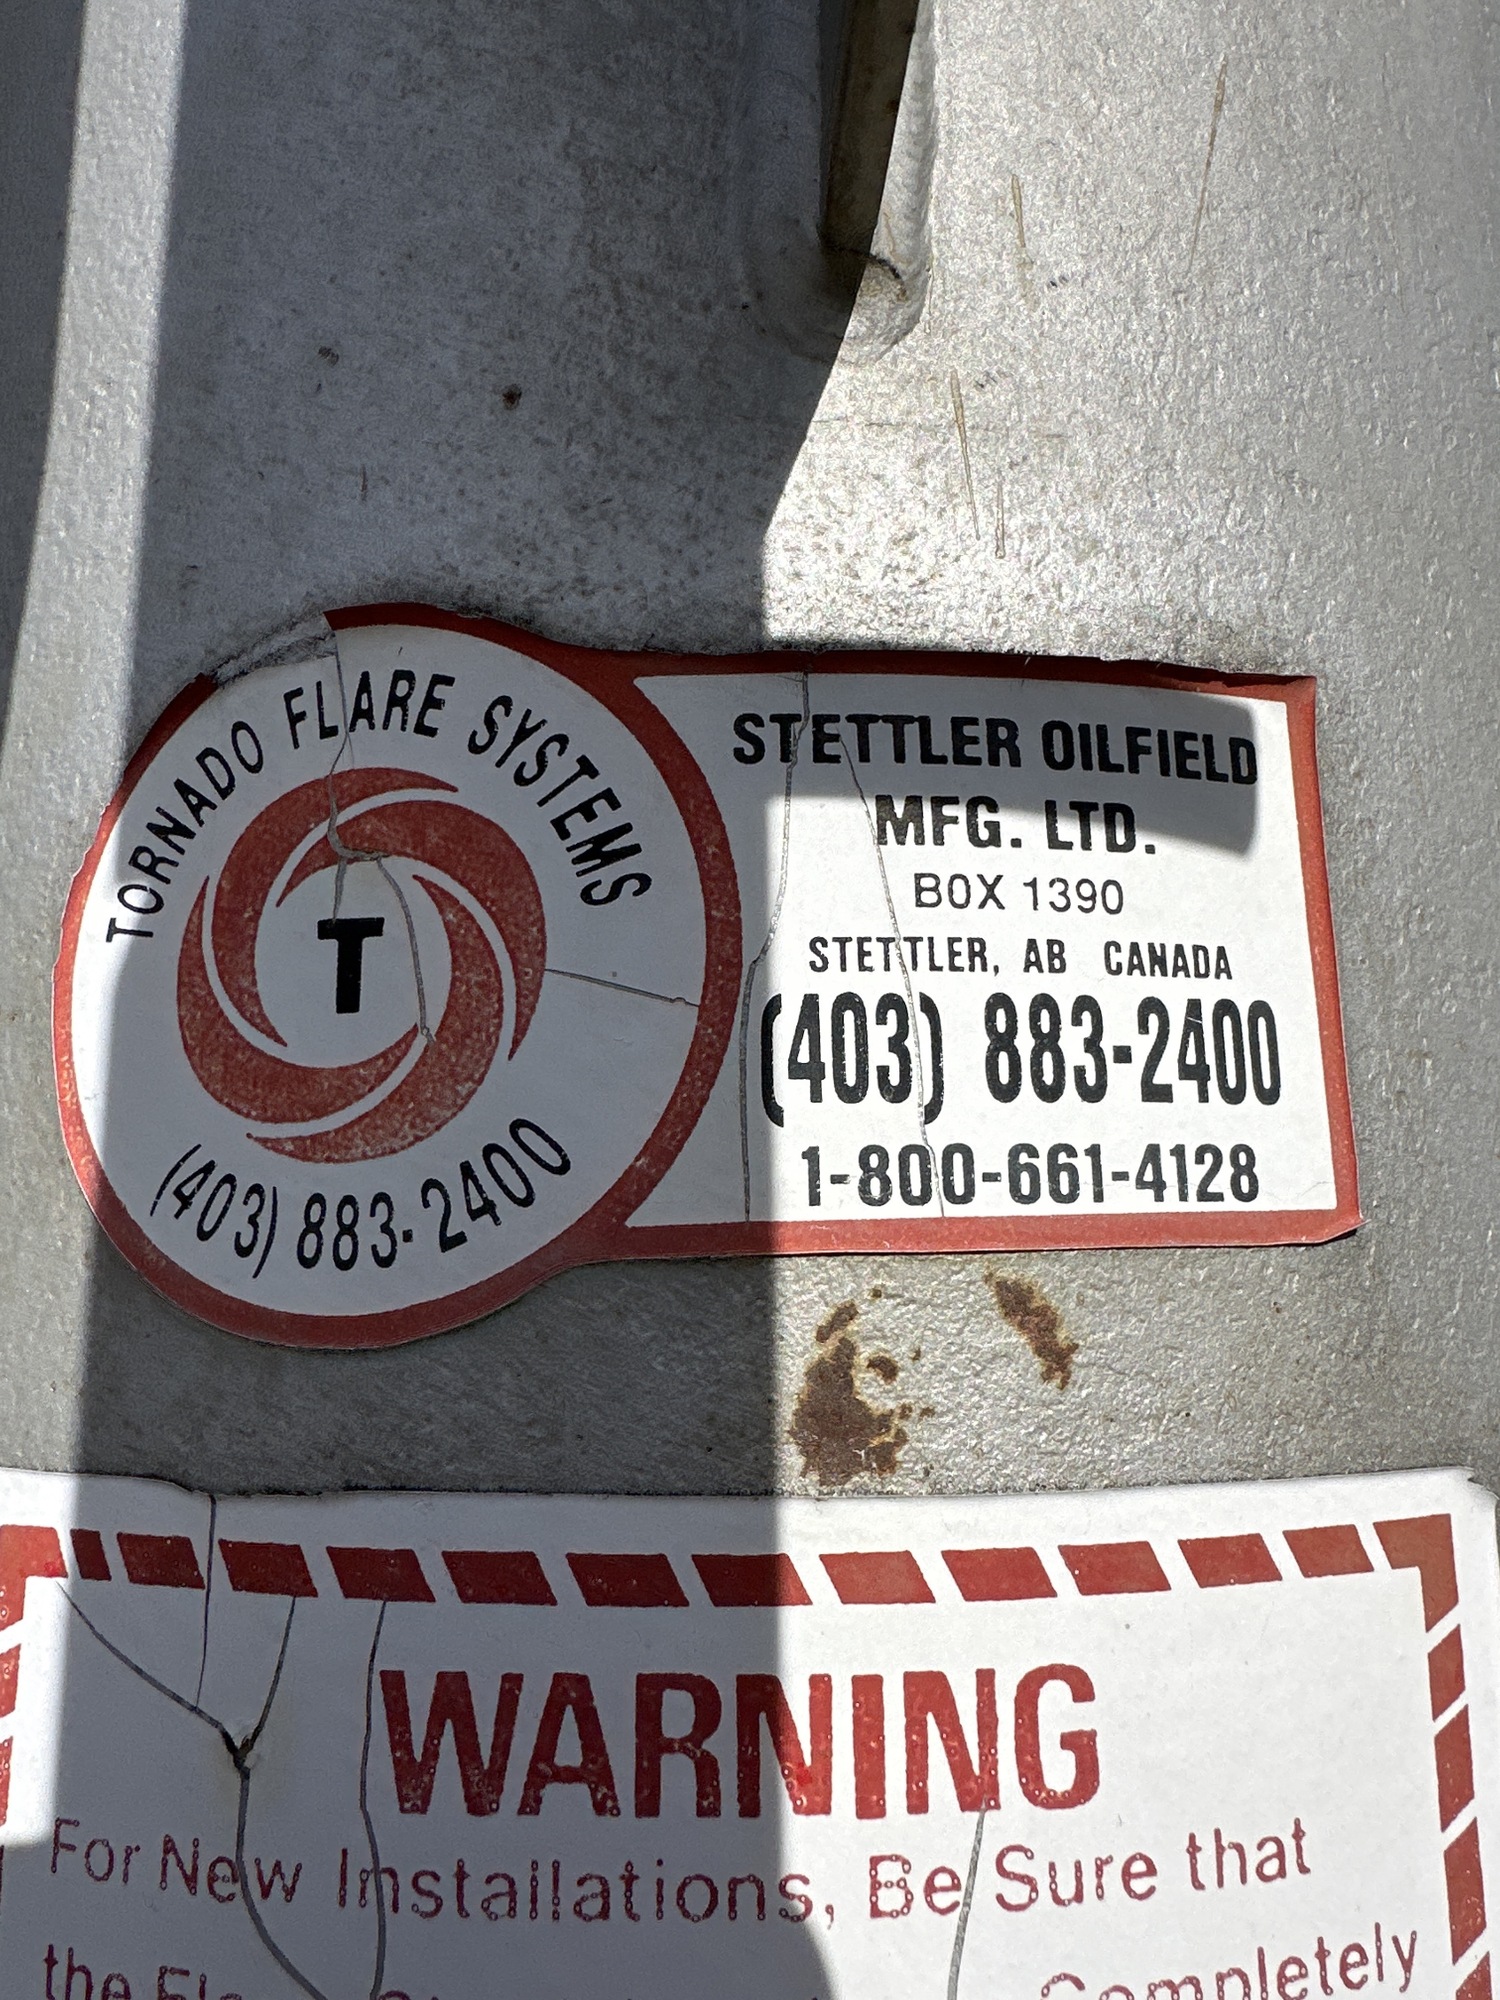 TORNADO FLARE SYSTEMS
T
(403) 883-2400
STETTLER OILFIELD
MFG. LTD.
BOX 1390
STETTLER, AB CANADA
(403) 883-2400
1-800-661-4128
WARNING
For New Installations, Be Sure that
the Completely